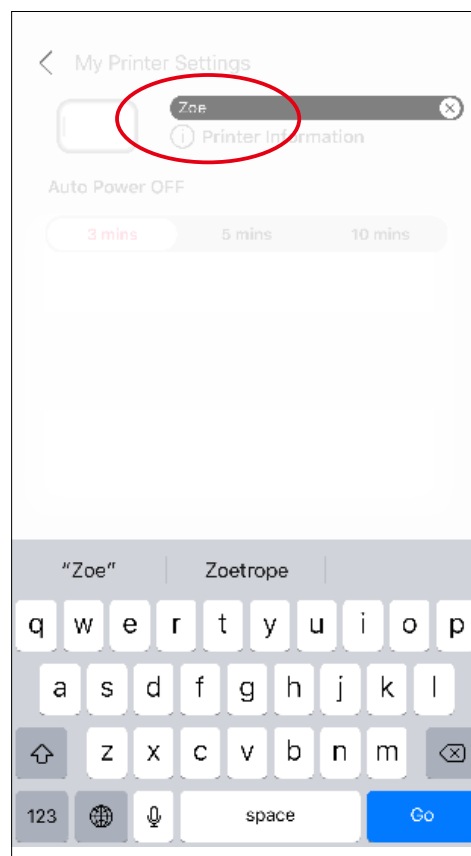 My Printer Settings
Zoe
Printer Information
Auto Power OFF
3 mins 5 mins 10 mins
"Zoe" Zoetrope
q w e r t y u i o p
a s d f g h j k l
z x c v b n m
123 space Go